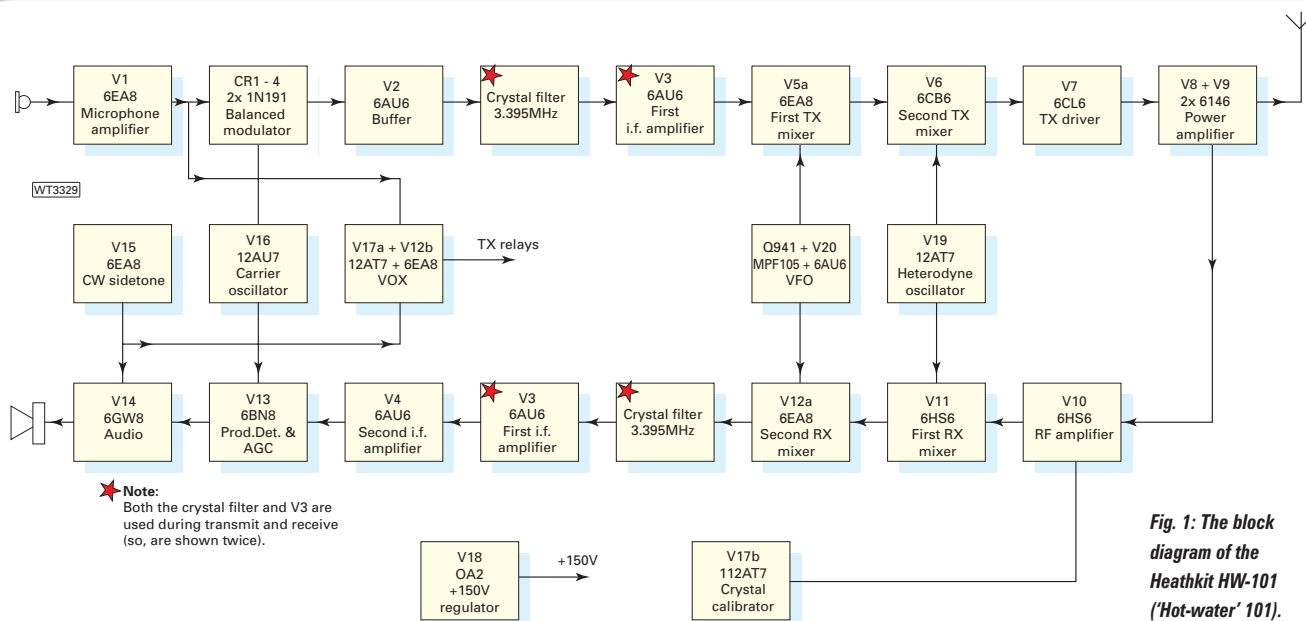 V1
6EA8
Microphone
amplifier
CR1 - 4
2x 1N191
Balanced
modulator
V2
6AU6
Buffer
Crystal filter
3.395MHz
V3
6AU6
First
i.f. amplifier
V5a
6EA8
First TX
mixer
V6
6CB6
Second TX
mixer
V7
6CL6
TX driver
V8 + V9
2x 6146
Power
amplifier
WT3329
V15
6EA8
CW sidetone
V16
12AU7
Carrier
oscillator
V17a + V12b
12AT7 + 6EA8
VOX
TX relays
Q941 + V20
MPF105 + 6AU6
VFO
V19
12AT7
Heterodyne
oscillator
V14
6GW8
Audio
V13
6BN8
Prod.Det. &
AGC
V4
6AU6
Second i.f.
amplifier
V3
6AU6
First i.f.
amplifier
Crystal filter
3.395MHz
V12a
6EA8
Second RX
mixer
V11
6HS6
First RX
mixer
V10
6HS6
RF amplifier
Note:
Both the crystal filter and V3 are
used during transmit and receive
(so, are shown twice).
V18
OA2
+150V
regulator
+150V
V17b
112AT7
Crystal
calibrator
Fig. 1: The block
diagram of the
Heathkit HW-101
('Hot-water' 101).